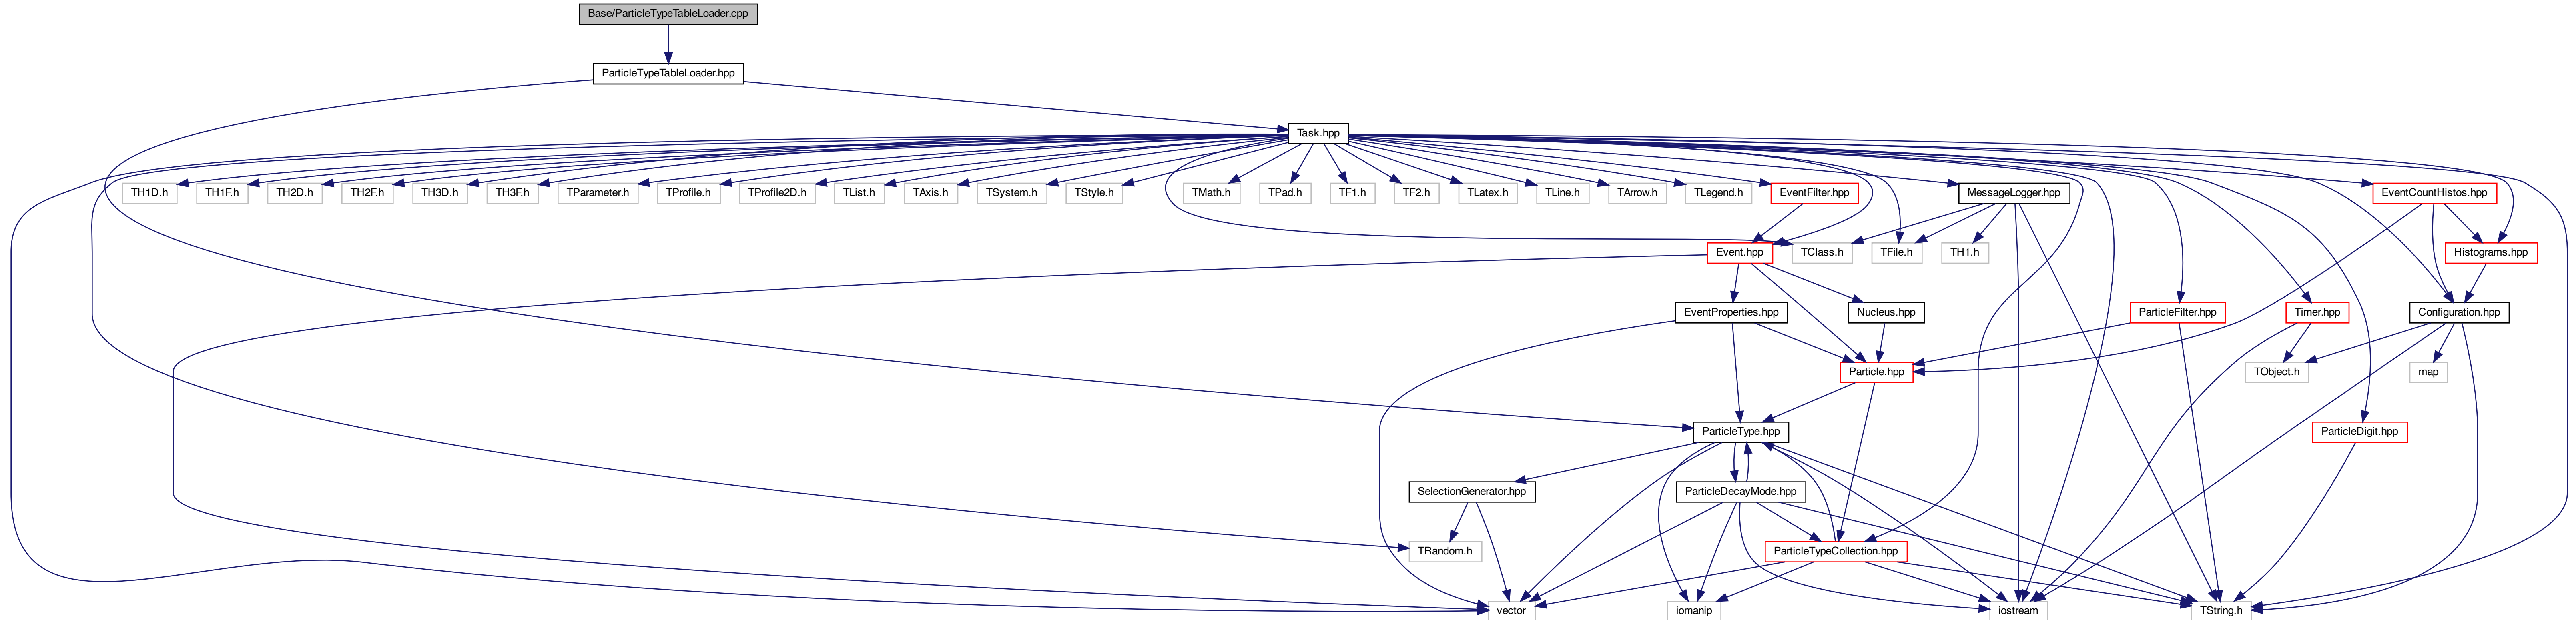 Base/ParticleTypeTableLoader.cpp
ParticleTypeTableLoader.hpp
Task.hpp
TH1D.h
TH1F.h
TH2D.h
TH2F.h
TH3D.h
TH3F.h
TParameter.h
TProfile.h
TProfile2D.h
TList.h
TAxis.h
TSystem.h
TStyle.h
TMath.h
TPad.h
TF1.h
TF2.h
TLatex.h
TLine.h
TArrow.h
TLegend.h
EventFilter.hpp
MessageLogger.hpp
EventCountHistos.hpp
Event.hpp
TClass.h
TFile.h
TH1.h
Histograms.hpp
EventProperties.hpp
Nucleus.hpp
ParticleFilter.hpp
Timer.hpp
Configuration.hpp
Particle.hpp
TObject.h
map
ParticleType.hpp
ParticleDigit.hpp
SelectionGenerator.hpp
ParticleDecayMode.hpp
TRandom.h
ParticleTypeCollection.hpp
vector
iomanip
iostream
TString.h